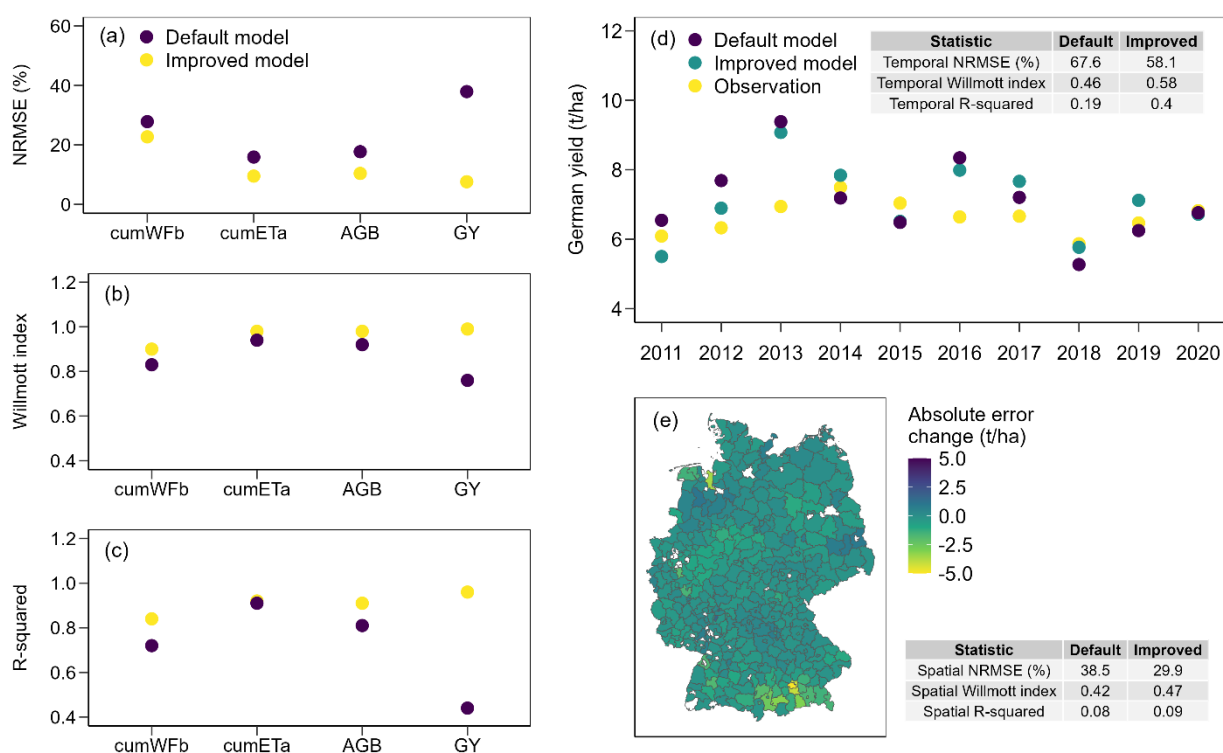 (a)
Default model
Improved model
NRMSE (%)
60
40
20
0
cumWFb cumETa AGB GY
(b)
Willmott index
1.2
1.0
0.8
0.6
0.4
cumWFb cumETa AGB GY
(c)
R-squared
1.2
1.0
0.8
0.6
0.4
cumWFb cumETa AGB GY
(d)
Default model
Improved model
Observation
Statistic Default Improved
Temporal NRMSE (%) 67.6 58.1
Temporal Willmott index 0.46 0.58
Temporal R-squared 0.19 0.4
German yield (t/ha)
12
10
8
6
4
2011 2012 2013 2014 2015 2016 2017 2018 2019 2020
(e)
Absolute error
change (t/ha)
5.0
2.5
0.0
-2.5
-5.0
Statistic Default Improved
Spatial NRMSE (%) 38.5 29.9
Spatial Willmott index 0.42 0.47
Spatial R-squared 0.08 0.09